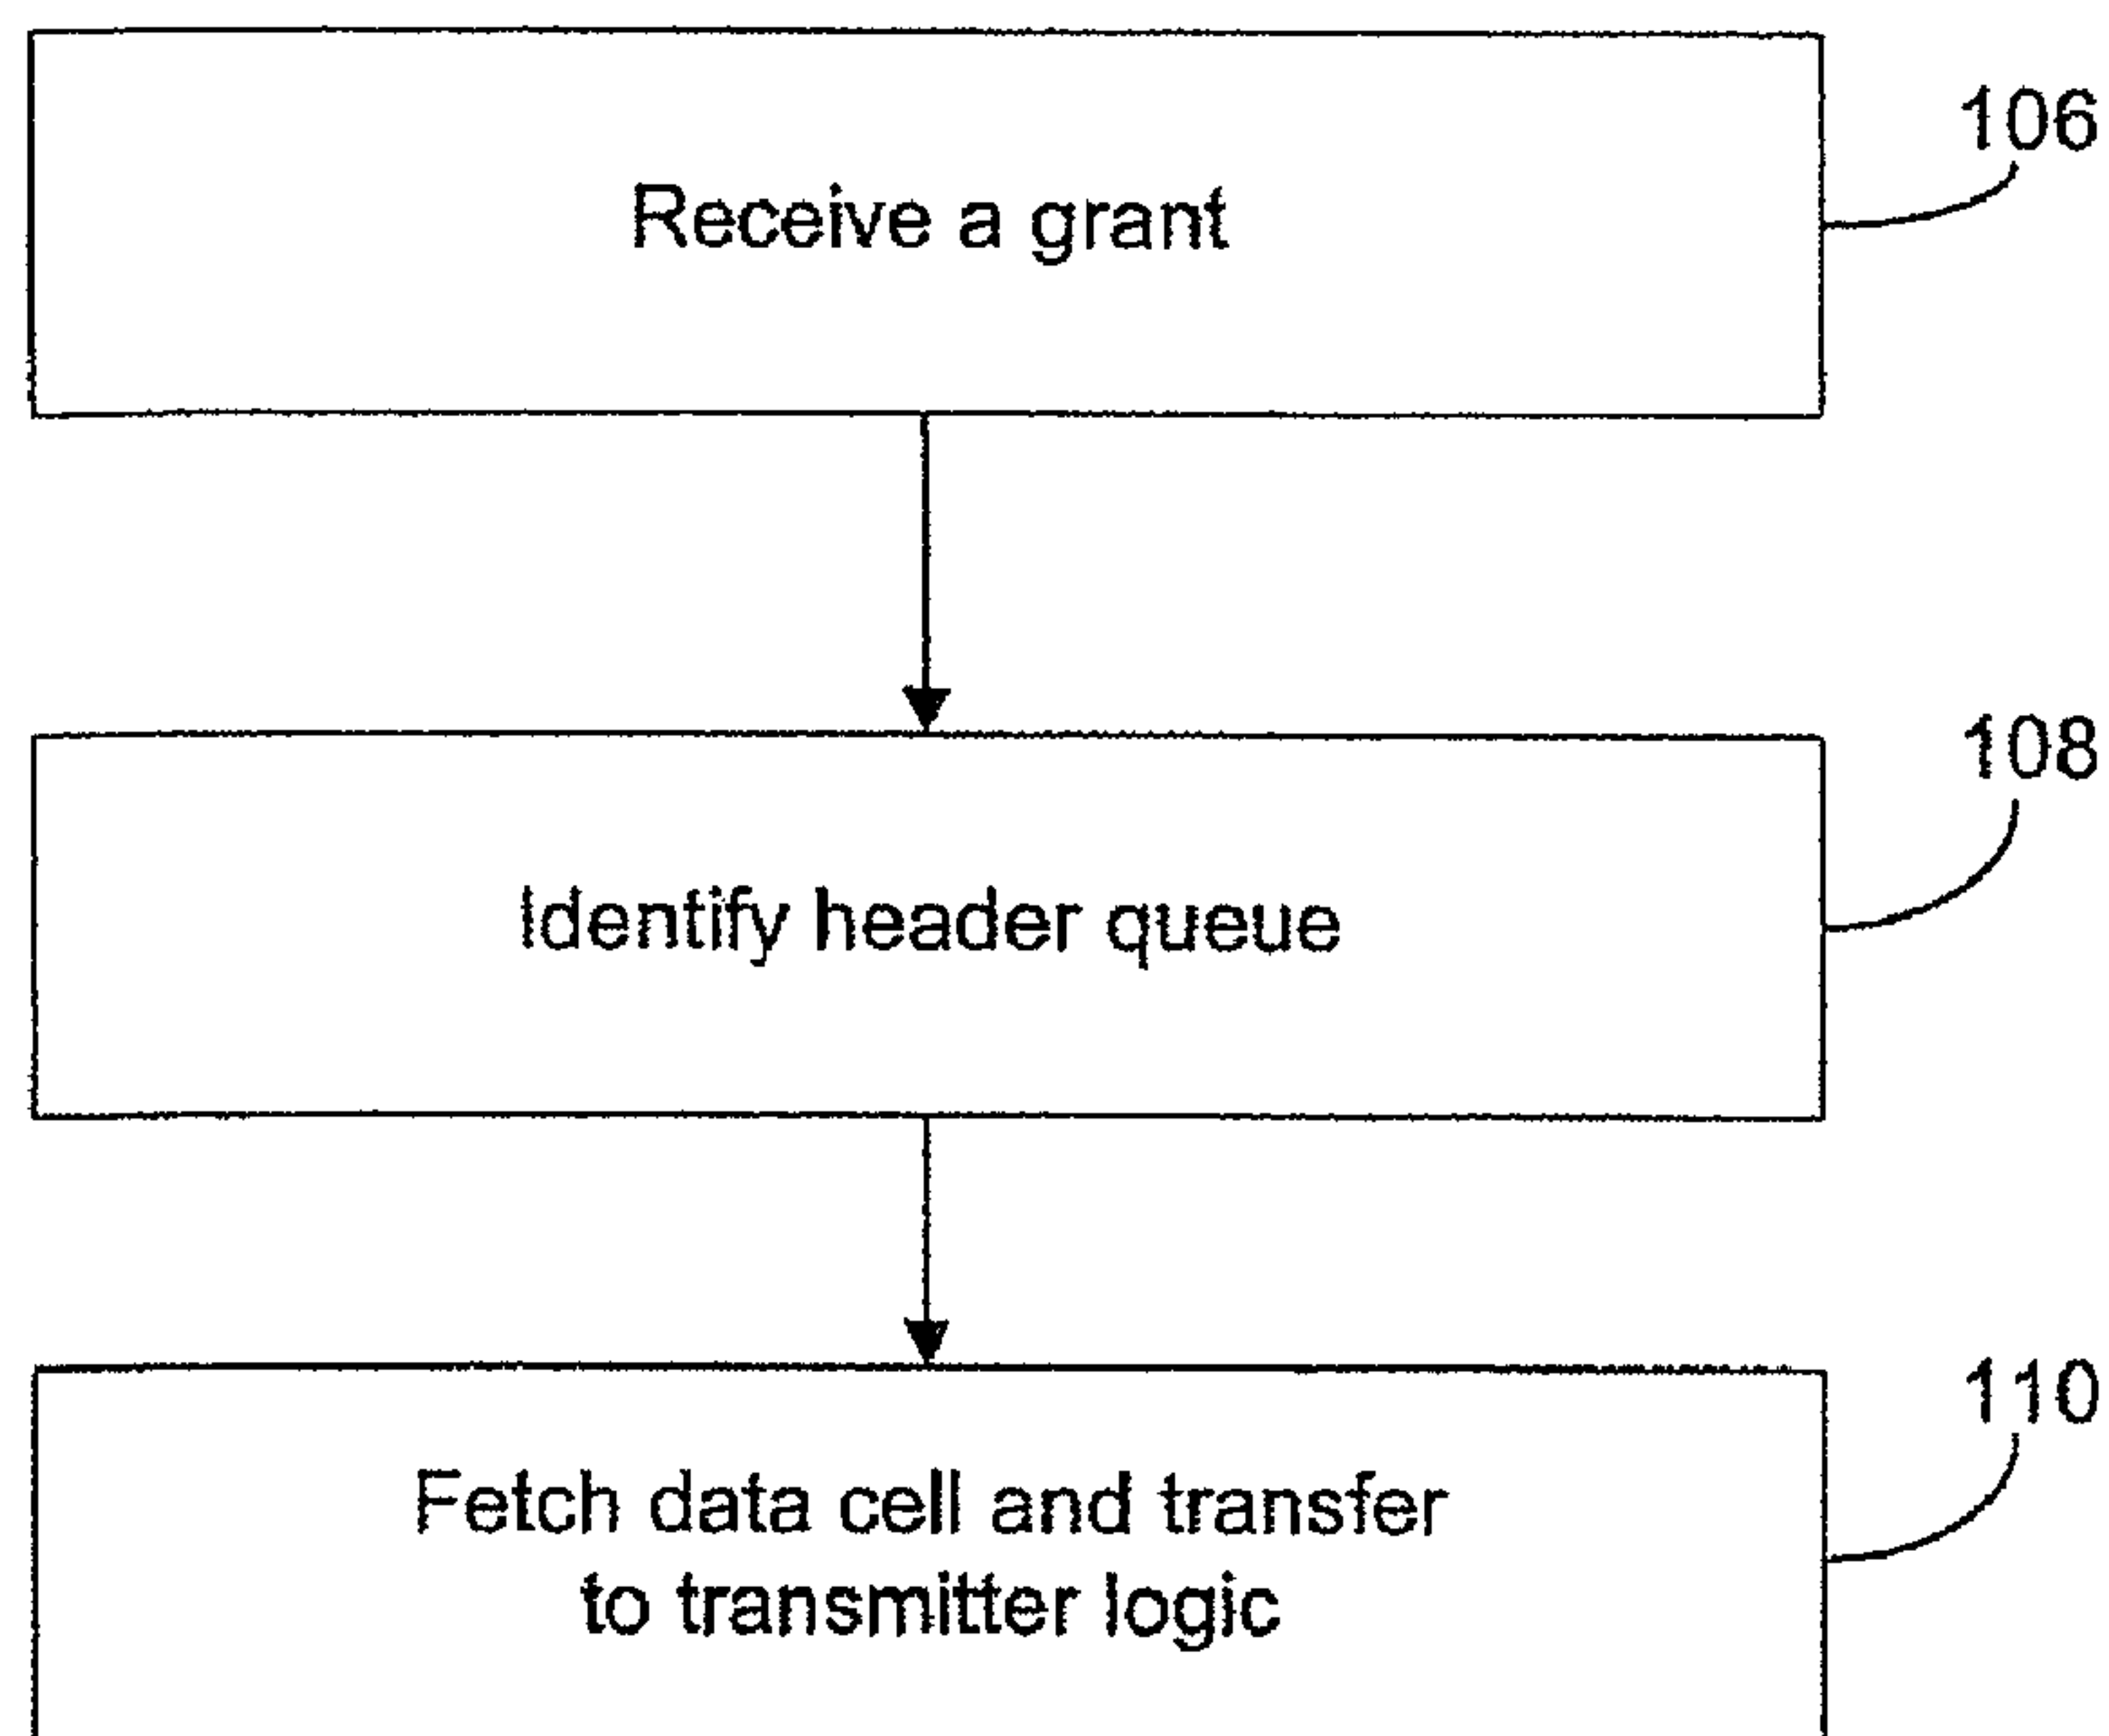 106
Receive a grant
108
Identify header queue
110
Fetch data cell and transfer
to transmitter logic